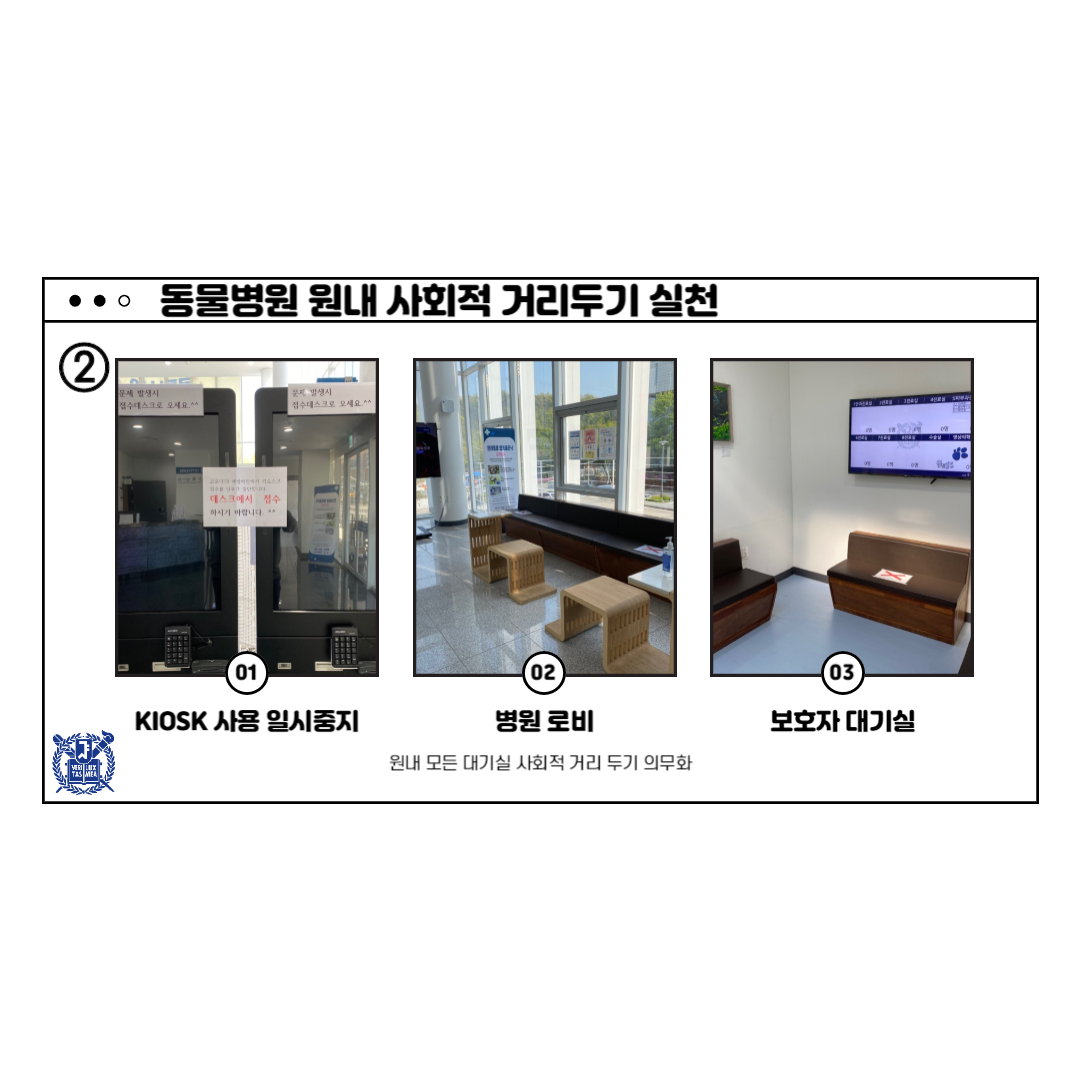 동물병원 원내 사회적 거리두기 실천
②
문제 발생시
접수데스크로 오세요.^^
문제 발생시
접수데스크로 오세요.^^
데스크에서 접수
하시기 바랍니다. ^^
01
02
03
KIOSK 사용 일시중지
병원 로비
보호자 대기실
원내 모든 대기실 사회적 거리 두기 의무화
VERI LUX
TAS MEA